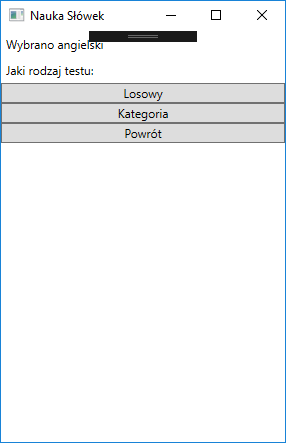 Nauka Słówek
Wybrano angielski
Jaki rodzaj testu:
Losowy
Kategoria
Powrót